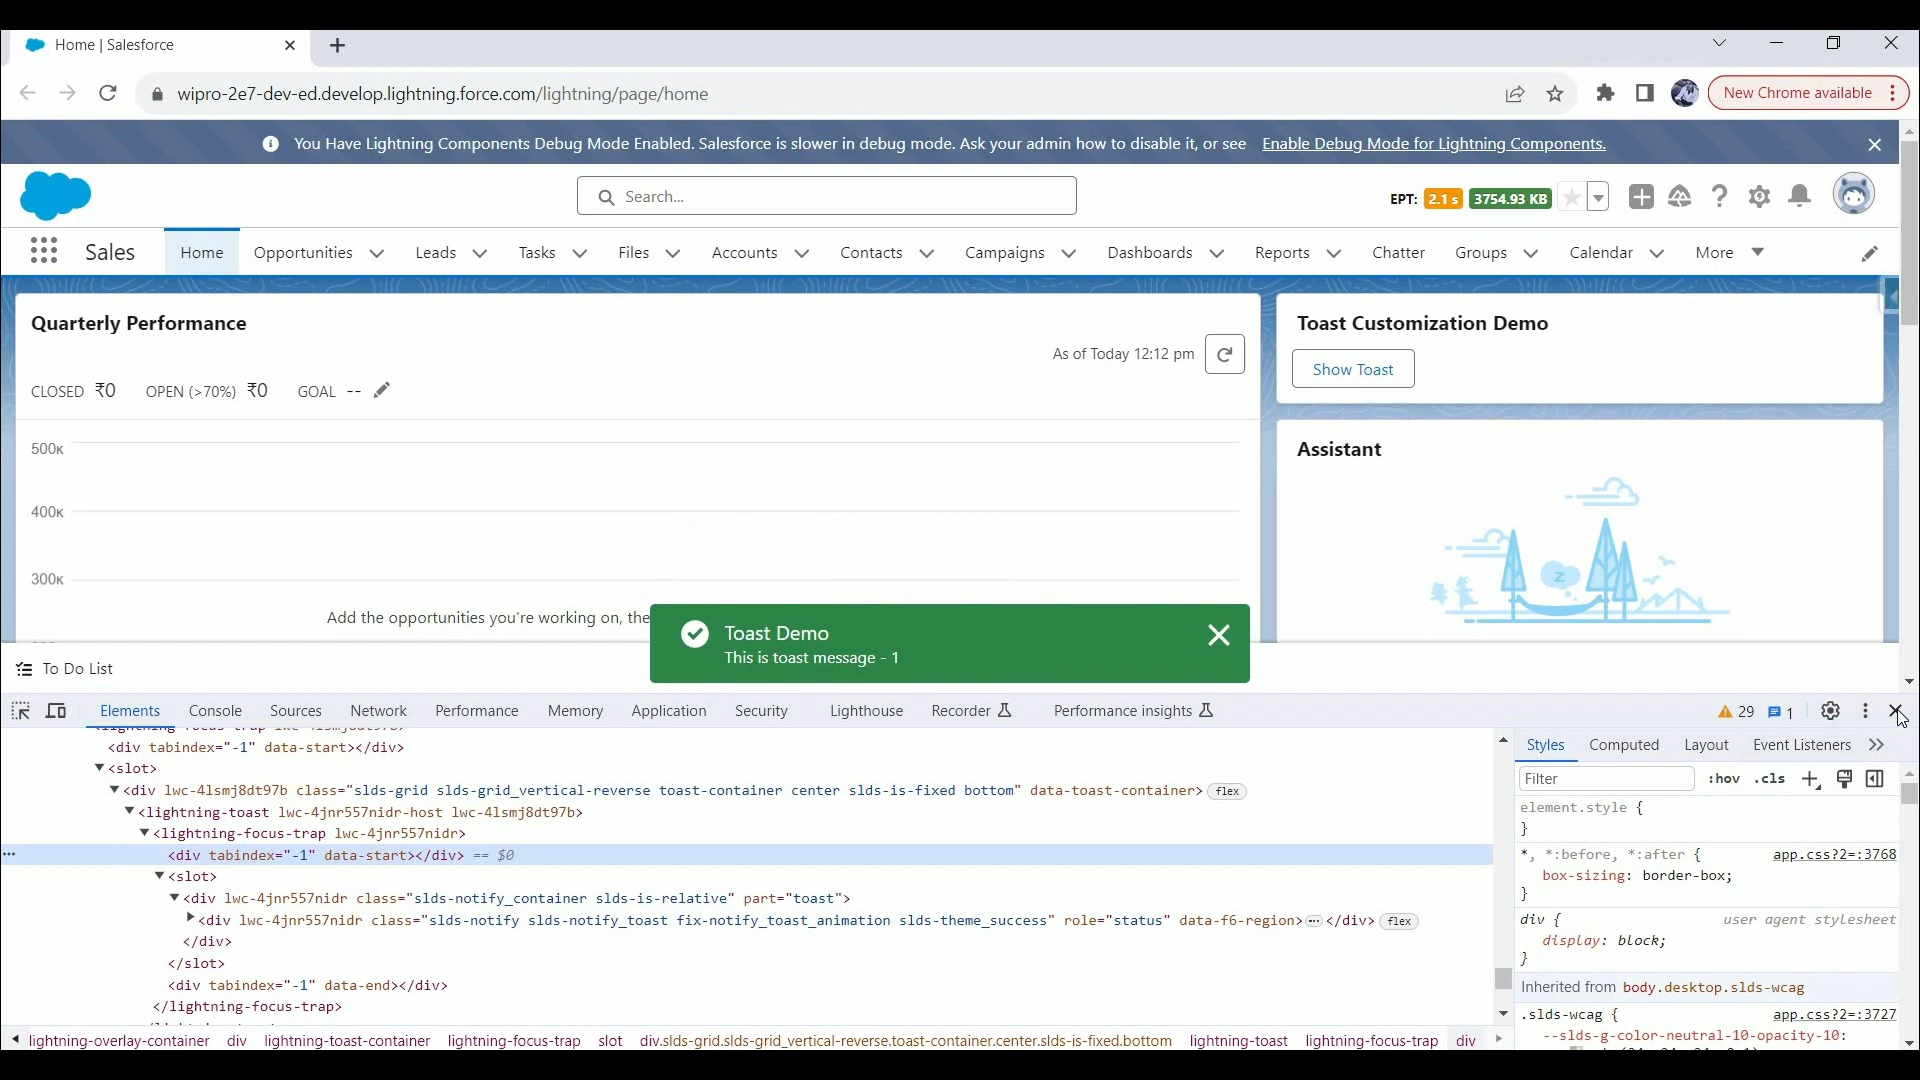 Home | Salesforce
wipro-2e7-dev-ed.develop.lightning.force.com/lightning/page/home
New Chrome available
You Have Lightning Components Debug Mode Enabled. Salesforce is slower in debug mode. Ask your admin how to disable it, or see Enable Debug Mode for Lightning Components.
Search...
EPT: 2.1 s 3754.93 KB
Sales Home Opportunities Leads Tasks Files Accounts Contacts Campaigns Dashboards Reports Chatter Groups Calendar More
Quarterly Performance
As of Today 12:12 pm
CLOSED ₹0 OPEN (>70%) ₹0 GOAL --
500K
400K
300K
Add the opportunities you're working on, the
Toast Customization Demo
Show Toast
Assistant
z
Toast Demo
This is toast message - 1
To Do List
Elements Console Sources Network Performance Memory Application Security Lighthouse Recorder Performance insights 29 1
<div tabindex="-1" data-start></div>
<slot>
<div lwc-4lsmj8dt97b class="slds-grid slds-grid_vertical-reverse toast-container center slds-is-fixed bottom" data-toast-container> flex
<lightning-toast lwc-4jnr557nidr-host lwc-4lsmj8dt97b>
<lightning-focus-trap lwc-4jnr557nidr>
<div tabindex="-1" data-start></div> == $0
<slot>
<div lwc-4jnr557nidr class="slds-notify_container slds-is-relative" part="toast">
<div lwc-4jnr557nidr class="slds-notify slds-notify_toast fix-notify_toast_animation slds-theme_success" role="status" data-f6-region>…</div> flex
</div>
</slot>
<div tabindex="-1" data-end></div>
</lightning-focus-trap>
lightning-overlay-container div lightning-toast-container lightning-focus-trap slot div.slds-grid.slds-grid_vertical-reverse.toast-container.center.slds-is-fixed.bottom lightning-toast lightning-focus-trap div
Styles Computed Layout Event Listeners
Filter :hov .cls
element.style {
}
*, *:before, *:after { app.css?2=:3768
box-sizing: border-box;
}
div { user agent stylesheet
display: block;
}
Inherited from body.desktop.slds-wcag
.slds-wcag { app.css?2=:3727
--slds-g-color-neutral-10-opacity-10: